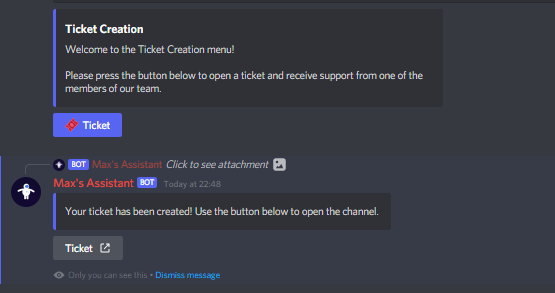 Ticket Creation
Welcome to the Ticket Creation menu!
Please press the button below to open a ticket and receive support from one of the
members of our team.
Ticket
BOT Max's Assistant Click to see attachment
Max's Assistant BOT Today at 22:48
Your ticket has been created! Use the button below to open the channel.
Ticket
Only you can see this • Dismiss message